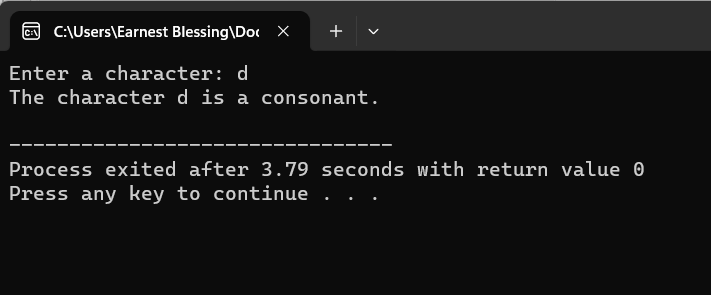 C:\Users\Earnest Blessing\Doc
Enter a character: d
The character d is a consonant.
--------------------------------
Process exited after 3.79 seconds with return value 0
Press any key to continue . . .